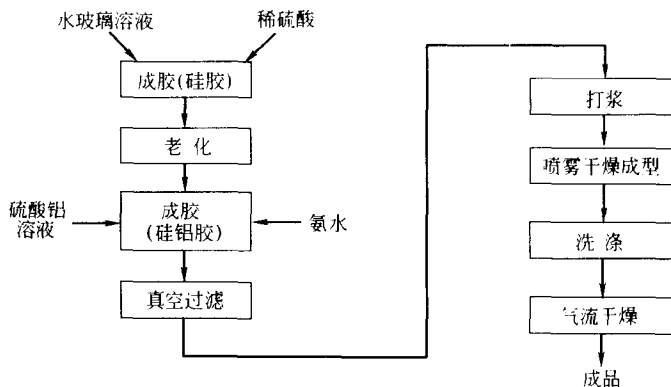 水玻璃溶液
稀硫酸
成胶(硅胶)
老化
硫酸铝
溶液
成胶
(硅铝胶)
氨水
真空过滤
打浆
喷雾干燥成型
洗涤
气流干燥
成品